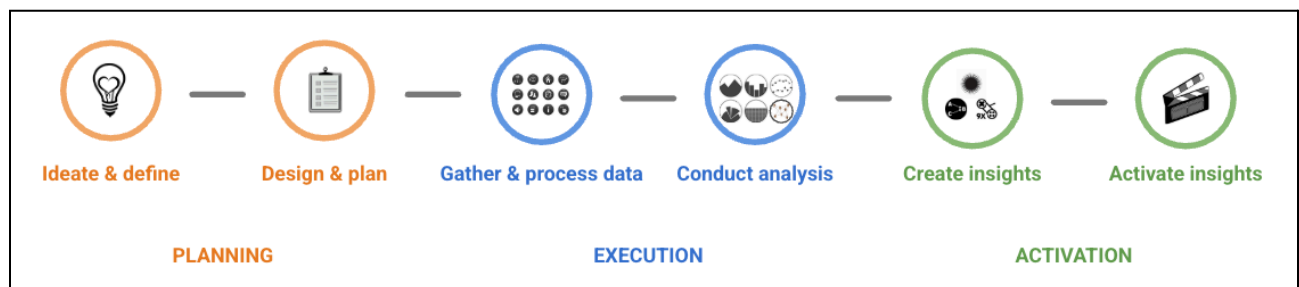 Ideate & define
Design & plan
Gather & process data
Conduct analysis
Create insights
Activate insights
PLANNING
EXECUTION
ACTIVATION